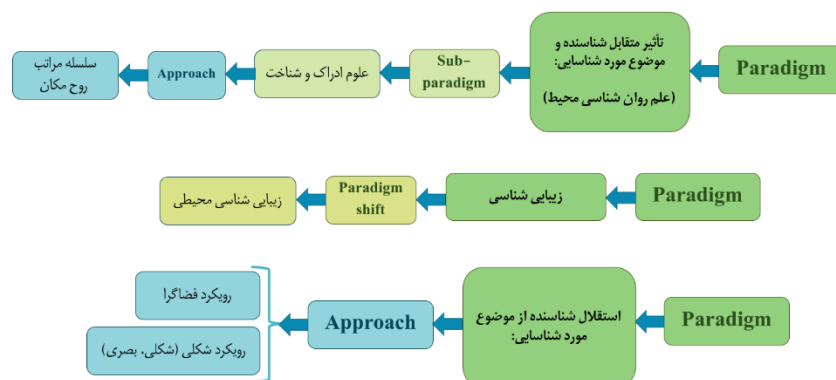 Paradigm
تأثیر متقابل شناسنده و
موضوع مورد شناسایی:
(علم روان شناسی محیط)
Sub-
paradigm
علوم ادراک و شناخت
Approach
سلسله مراتب
روح مکان
Paradigm
زیبایی شناسی
Paradigm
shift
زیبایی شناسی محیطی
Paradigm
استقلال شناسنده از موضوع
مورد شناسایی:
Approach
رویکرد فضاگرا
رویکرد شکلی (شکلی، بصری)